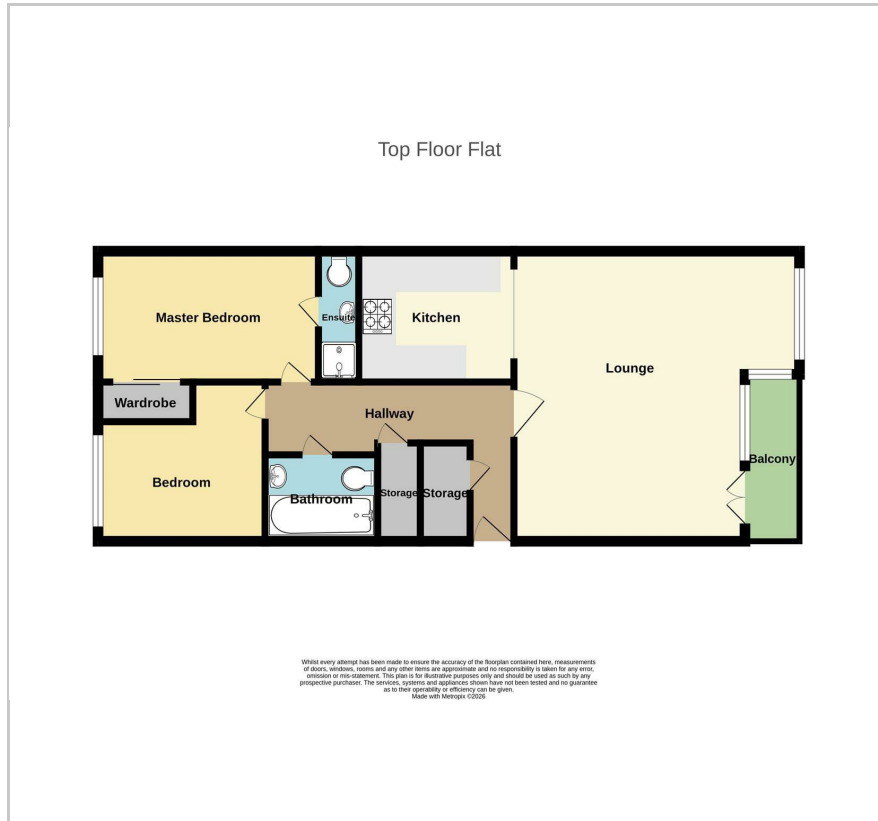 Top Floor Flat
Master Bedroom
Ensuite
Kitchen
Lounge
Wardrobe
Hallway
Bedroom
Bathroom
Storage
Storage
Balcony
Whilst every attempt has been made to ensure the accuracy of the floorplan contained here, measurements
of doors, windows, rooms and any other items are approximate and no responsibility is taken for any error,
omission or mis-statement. This plan is for illustrative purposes only and should be used as such by any
prospective purchaser. The services, systems and appliances shown have not been tested and no guarantee
as to their operability or efficiency can be given.
Made with Metropix ©2026